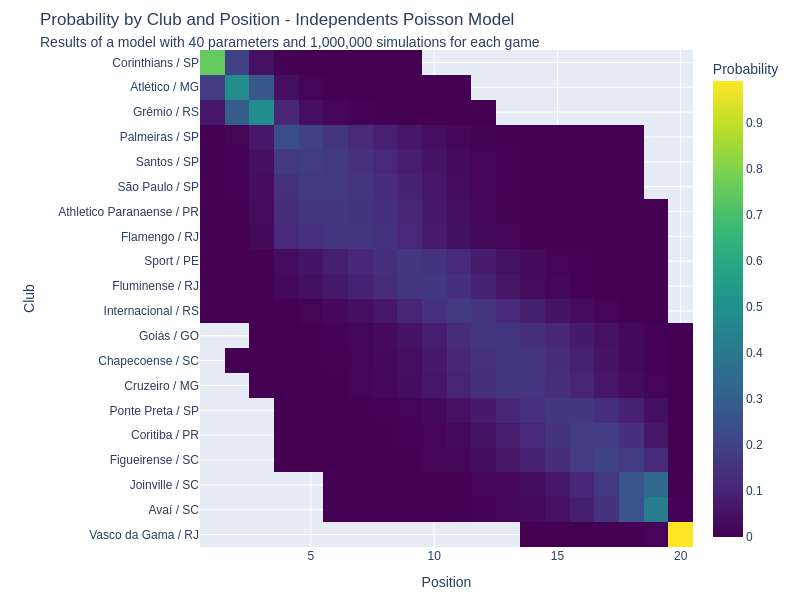 Probability by Club and Position - Independents Poisson Model
Results of a model with 40 parameters and 1,000,000 simulations for each game
Probability
Corinthians / SP
Atlético / MG
Grêmio / RS
Palmeiras / SP
Santos / SP
São Paulo / SP
Athletico Paranaense / PR
Flamengo / RJ
Sport / PE
Fluminense / RJ
Internacional / RS
Goiás / GO
Chapecoense / SC
Cruzeiro / MG
Ponte Preta / SP
Coritiba / PR
Figueirense / SC
Joinville / SC
Avaí / SC
Vasco da Gama / RJ
Club
0.9
0.8
0.7
0.6
0.5
0.4
0.3
0.2
0.1
0
5 10 15 20
Position